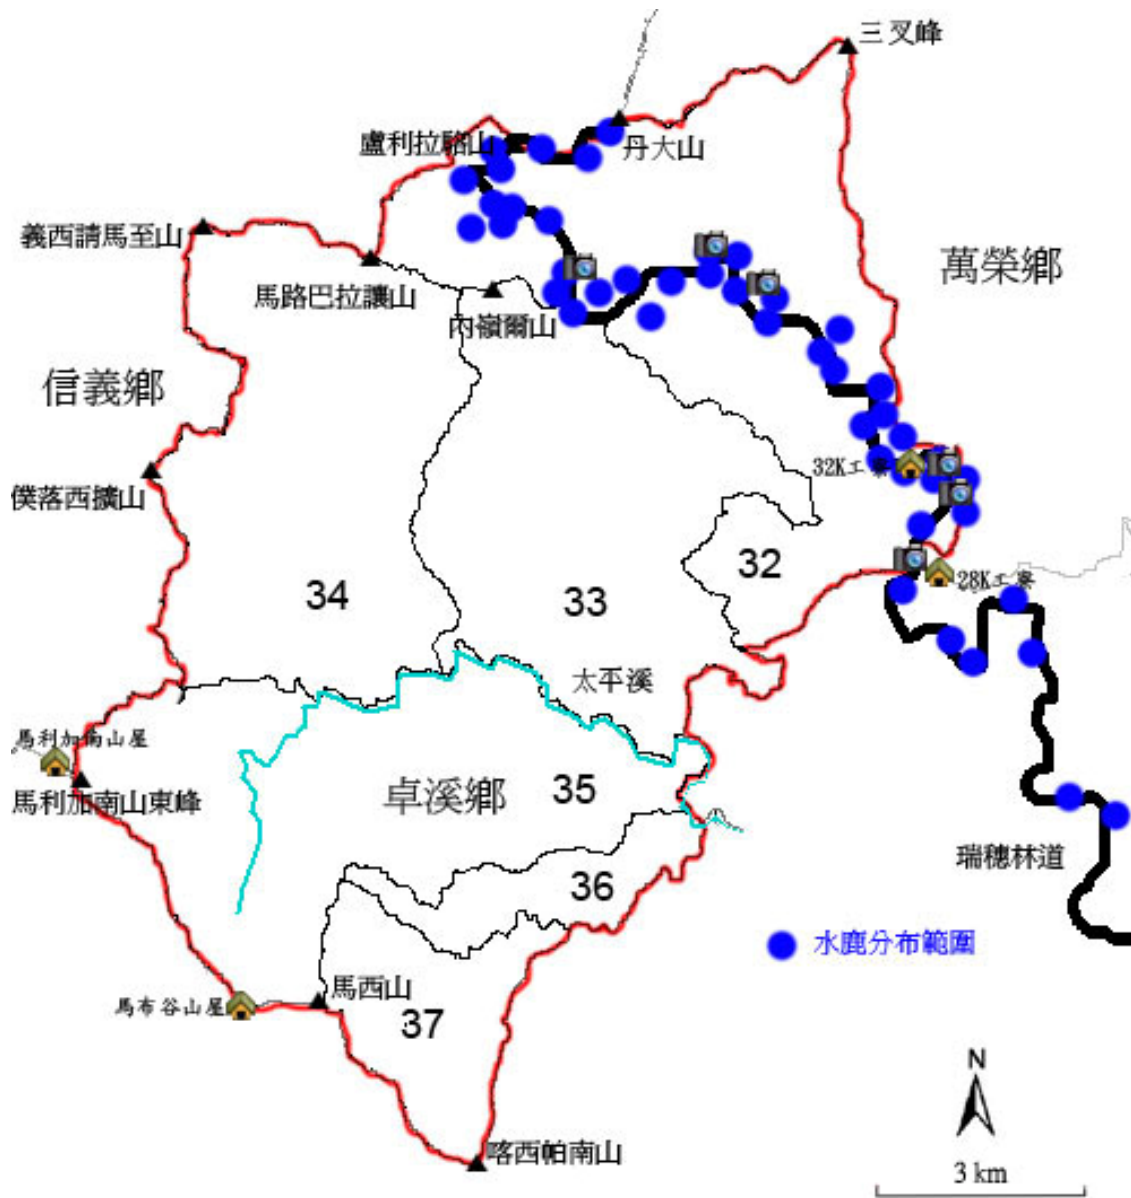 三叉峰
盧利拉駱山
丹大山
義西請馬至山
萬榮鄉
馬路巴拉讓山
內嶺爾山
信義鄉
32K工寮
僕落西擴山
32
28K工寮
34
33
太平溪
馬利加南山屋
卓溪鄉
35
馬利加南山東峰
瑞穗林道
36
水鹿分布範圍
馬西山
馬布谷山屋
37
N
喀西帕南山
3 km